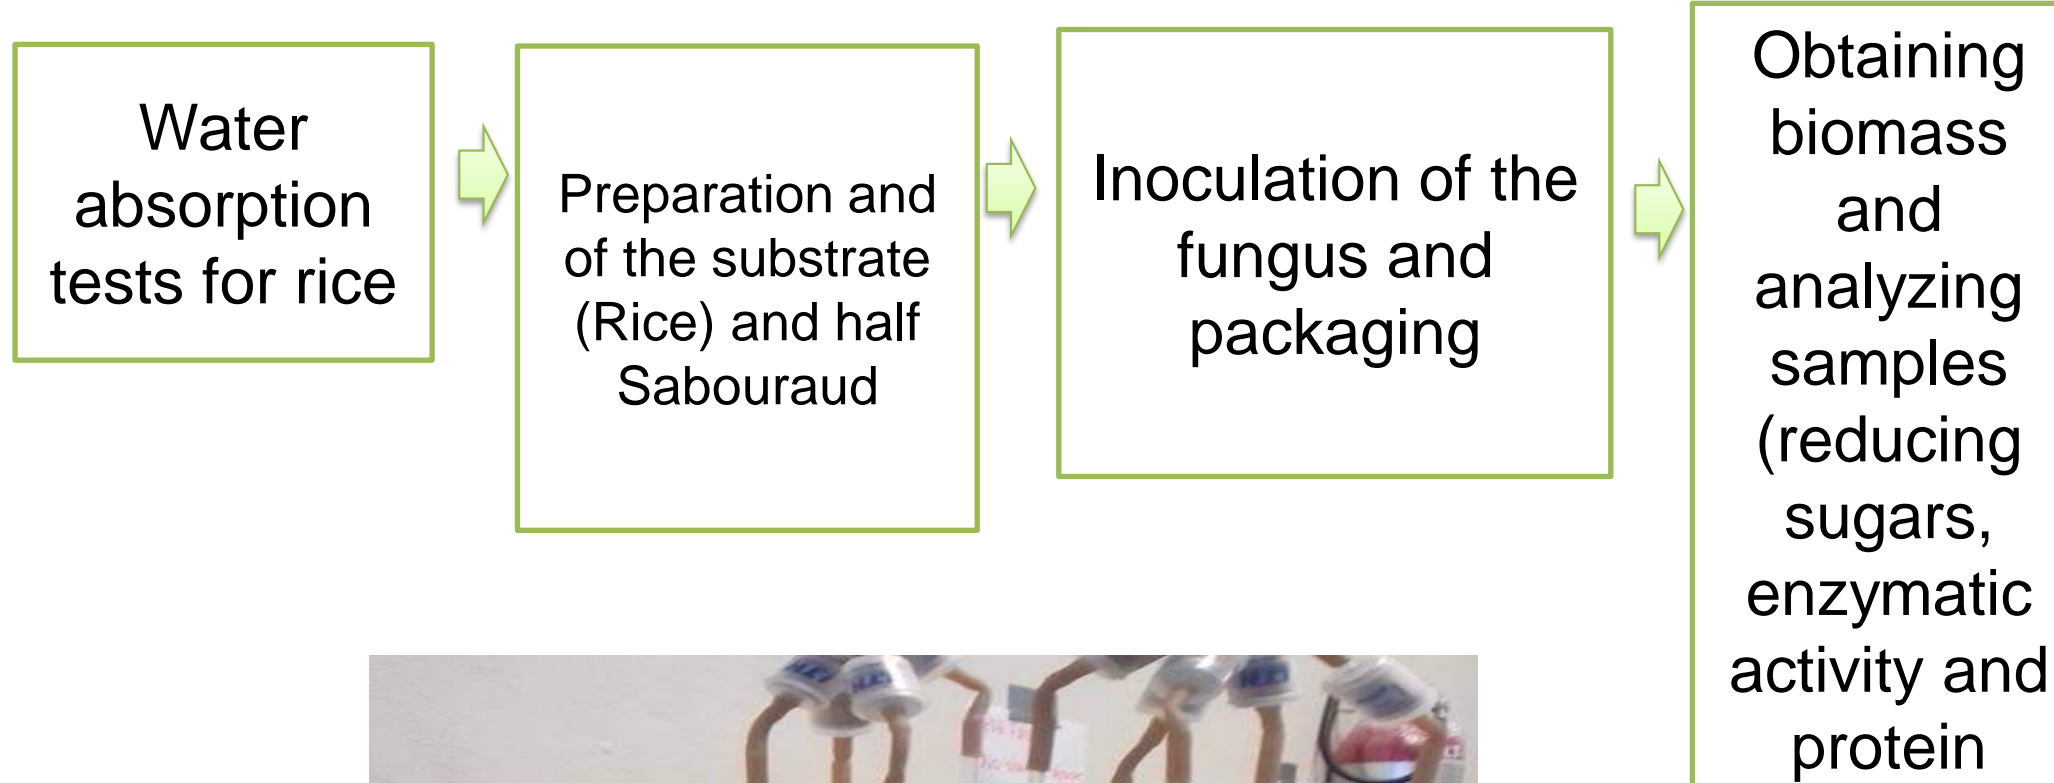 Water
absorption
tests for rice
Preparation and
of the substrate
(Rice) and half
Sabouraud
Inoculation of the
fungus and
packaging
Obtaining
biomass
and
analyzing
samples
(reducing
sugars,
enzymatic
activity and
protein